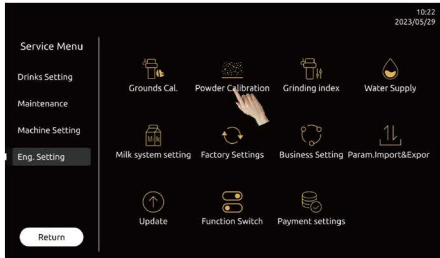 10:22
2023/05/29
Service Menu
Drinks Setting
Maintenance
Machine Setting
Eng. Setting
Return
Grounds Cal.
Powder Calibration
Grinding index
Water Supply
Milk system setting
Factory Settings
Business Setting
Param.Import&Expor
Update
Function Switch
Payment settings